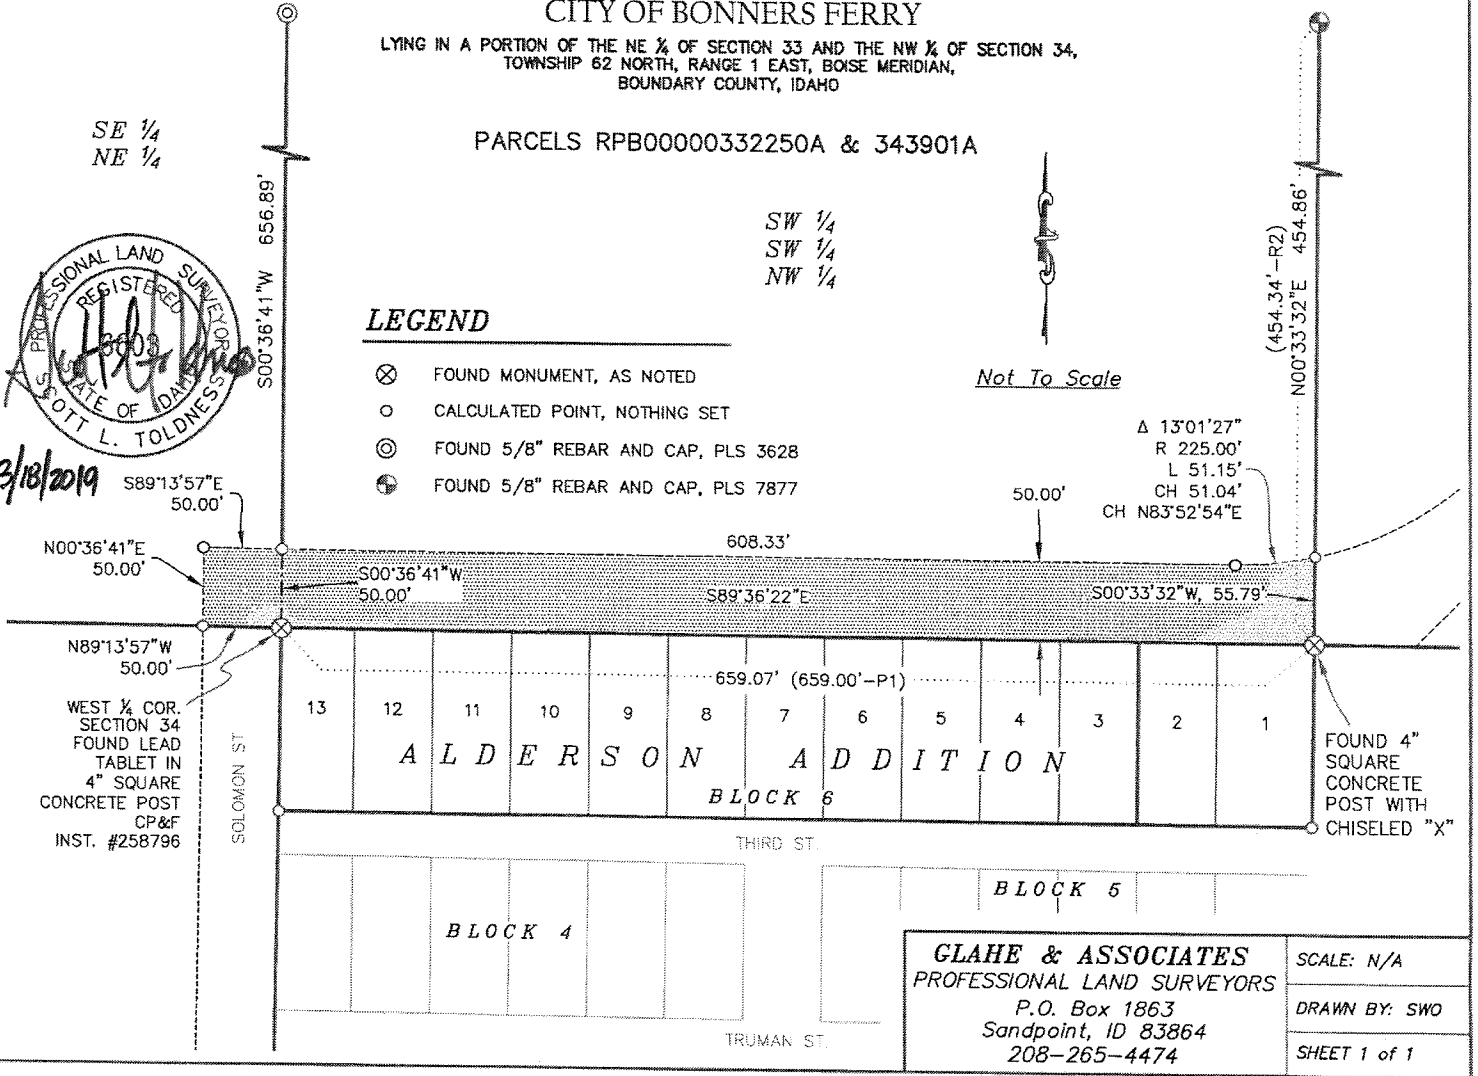 CITY OF BONNERS FERRY
LYING IN A PORTION OF THE NE ¼ OF SECTION 33 AND THE NW ¼ OF SECTION 34,
TOWNSHIP 62 NORTH, RANGE 1 EAST, BOISE MERIDIAN,
BOUNDARY COUNTY, IDAHO
PARCELS RPB00000332250A & 343901A
SE ¼
NE ¼
S00°36'41"W 656.89'
SW ¼
SW ¼
NW ¼
(454.34'-R2)
N00°33'32"E 454.86'
PROFESSIONAL LAND SURVEYOR
REGISTERED
6603
STATE OF IDAHO
SCOTT L. TOLDNESS
3/18/2019
LEGEND
FOUND MONUMENT, AS NOTED
CALCULATED POINT, NOTHING SET
FOUND 5/8" REBAR AND CAP, PLS 3628
FOUND 5/8" REBAR AND CAP, PLS 7877
Not To Scale
Δ 13°01'27"
R 225.00'
L 51.15'
CH 51.04'
CH N83°52'54"E
50.00'
S89°13'57"E
50.00'
N00°36'41"E
50.00'
608.33'
S00°36'41"W
50.00'
S89°36'22"E
S00°33'32"W, 55.79'
N89°13'57"W
50.00'
659.07' (659.00'-P1)
WEST ¼ COR.
SECTION 34
FOUND LEAD
TABLET IN
4" SQUARE
CONCRETE POST
CP&F
INST. #258796
SOLOMON ST
13 12 11 10 9 8 7 6 5 4 3 2 1
ALDERSON ADDITION
BLOCK 6
FOUND 4"
SQUARE
CONCRETE
POST WITH
CHISELED "X"
THIRD ST.
BLOCK 5
BLOCK 4
TRUMAN ST.
GLAHE & ASSOCIATES
PROFESSIONAL LAND SURVEYORS
P.O. Box 1863
Sandpoint, ID 83864
208-265-4474
SCALE: N/A
DRAWN BY: SWO
SHEET 1 of 1